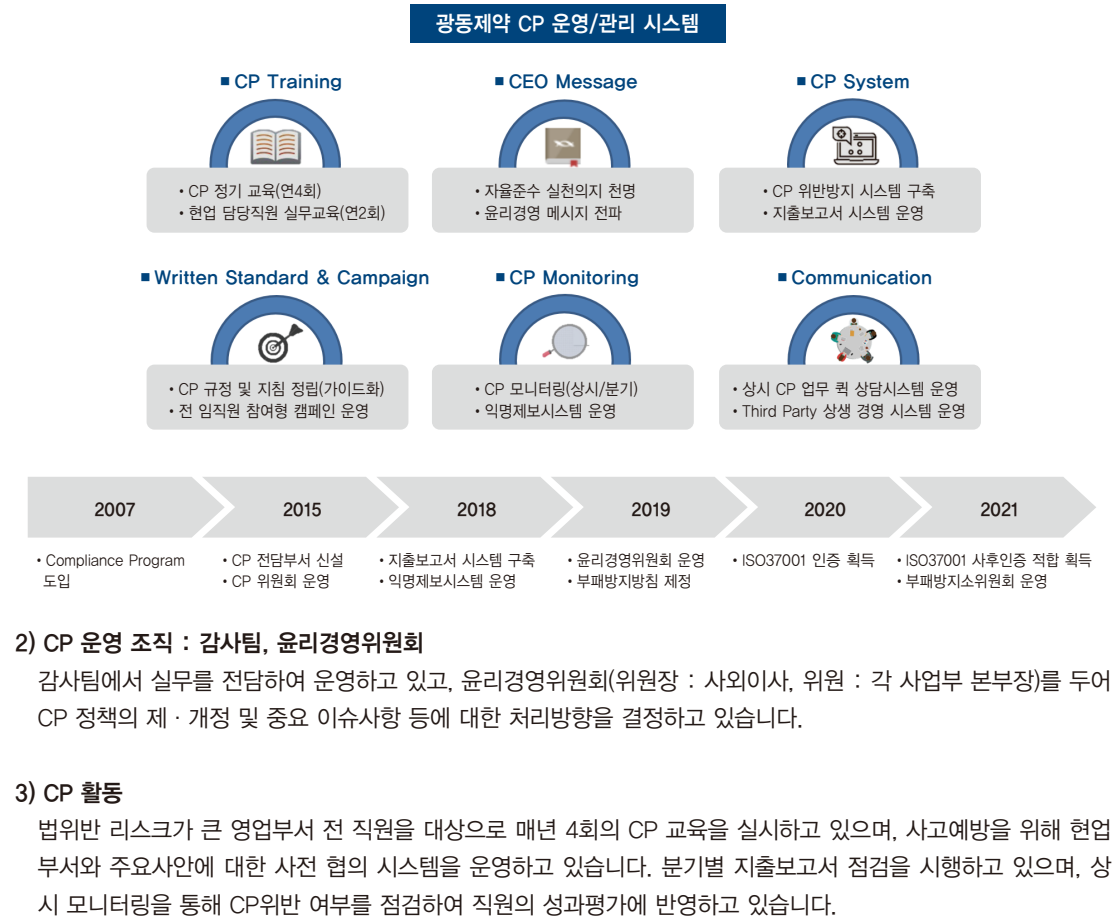 광동제약 CP 운영/관리 시스템
■ CP Training
• CP 정기 교육(연4회)
• 현업 담당직원 실무교육(연2회)
■ CEO Message
• 자율준수 실천의지 천명
• 윤리경영 메시지 전파
■ CP System
• CP 위반방지 시스템 구축
• 지출보고서 시스템 운영
■ Written Standard & Campaign
• CP 규정 및 지침 정립(가이드화)
• 전 임직원 참여형 캠페인 운영
■ CP Monitoring
• CP 모니터링(상시/분기)
• 익명제보시스템 운영
■ Communication
• 상시 CP 업무 퀵 상담시스템 운영
• Third Party 상생 경영 시스템 운영
2007
• Compliance Program
도입
2015
• CP 전담부서 신설
• CP 위원회 운영
2018
• 지출보고서 시스템 구축
• 익명제보시스템 운영
2019
• 윤리경영위원회 운영
• 부패방지방침 제정
2020
• ISO37001 인증 획득
2021
• ISO37001 사후인증 적합 획득
• 부패방지소위원회 운영
2) CP 운영 조직 : 감사팀, 윤리경영위원회
감사팀에서 실무를 전담하여 운영하고 있고, 윤리경영위원회(위원장 : 사외이사, 위원 : 각 사업부 본부장)를 두어
CP 정책의 제 · 개정 및 중요 이슈사항 등에 대한 처리방향을 결정하고 있습니다.
3) CP 활동
법위반 리스크가 큰 영업부서 전 직원을 대상으로 매년 4회의 CP 교육을 실시하고 있으며, 사고예방을 위해 현업
부서와 주요사안에 대한 사전 협의 시스템을 운영하고 있습니다. 분기별 지출보고서 점검을 시행하고 있으며, 상
시 모니터링을 통해 CP위반 여부를 점검하여 직원의 성과평가에 반영하고 있습니다.